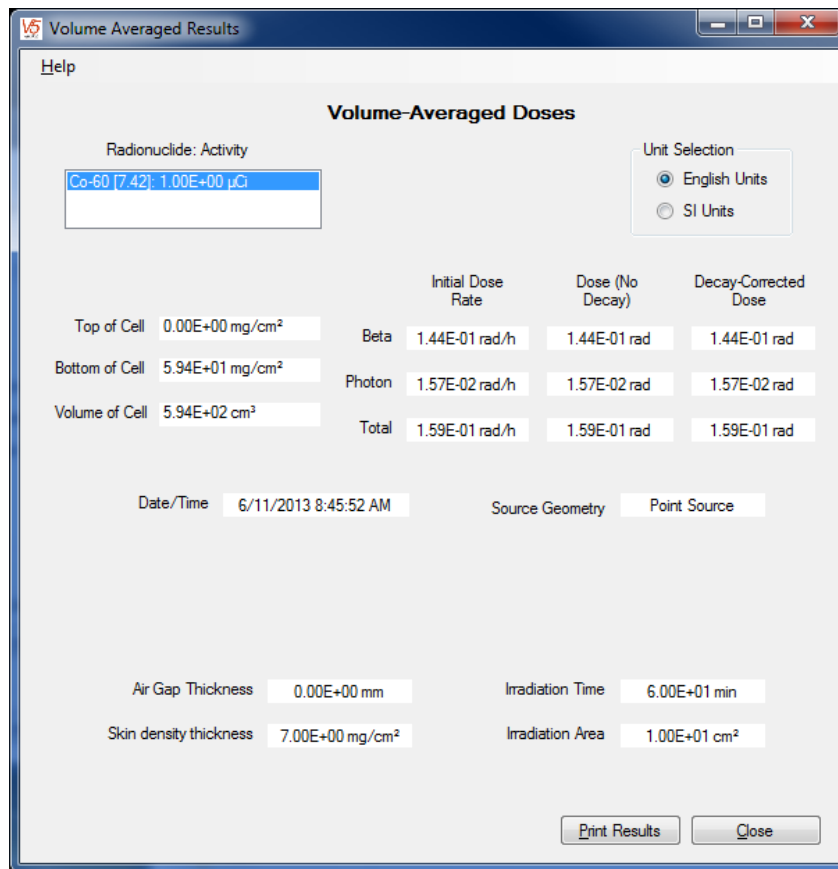 V5
Volume Averaged Results
Help
Volume-Averaged Doses
Radionuclide: Activity
Co-60 [7.42]: 1.00E+00 µCi
Unit Selection
English Units
SI Units
Initial Dose Rate
Dose (No Decay)
Decay-Corrected Dose
Top of Cell 0.00E+00 mg/cm²
Bottom of Cell 5.94E+01 mg/cm²
Volume of Cell 5.94E+02 cm³
Beta 1.44E-01 rad/h 1.44E-01 rad 1.44E-01 rad
Photon 1.57E-02 rad/h 1.57E-02 rad 1.57E-02 rad
Total 1.59E-01 rad/h 1.59E-01 rad 1.59E-01 rad
Date/Time 6/11/2013 8:45:52 AM
Source Geometry Point Source
Air Gap Thickness 0.00E+00 mm
Irradiation Time 6.00E+01 min
Skin density thickness 7.00E+00 mg/cm²
Irradiation Area 1.00E+01 cm²
Print Results
Close